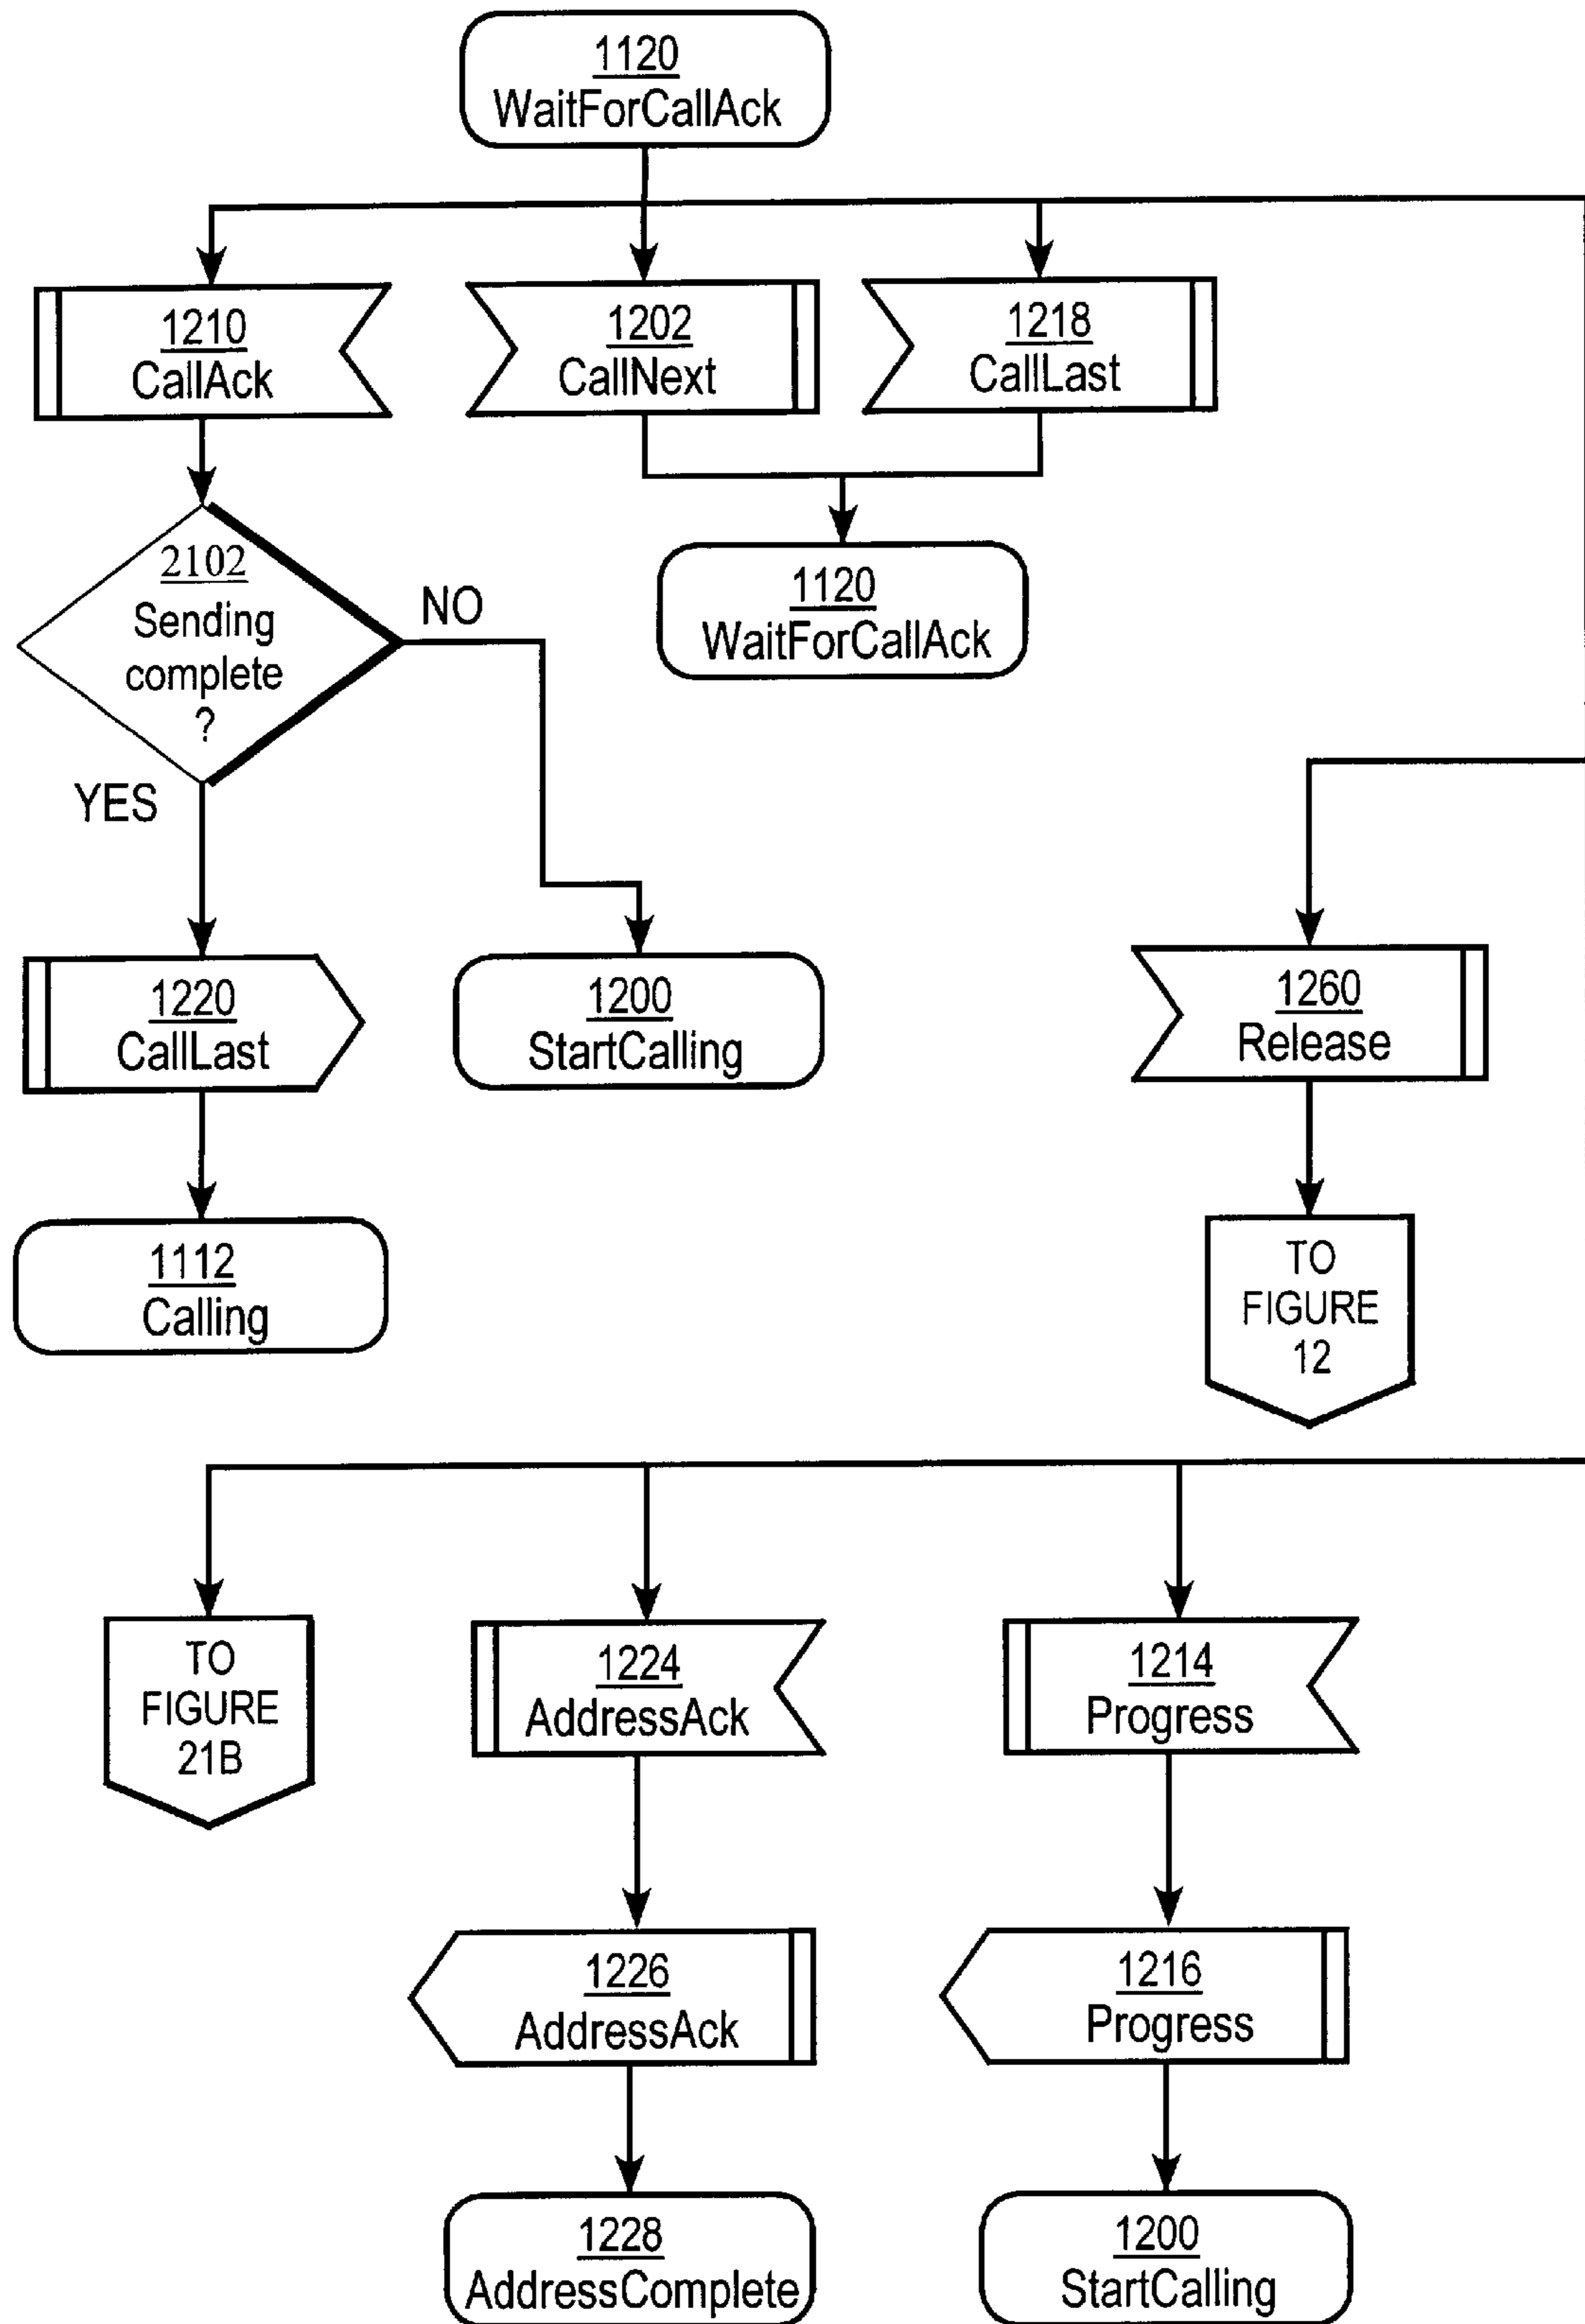 1120
WaitForCallAck
1210
CallAck
1202
CallNext
1218
CallLast
2102
Sending
complete
?
NO
YES
1120
WaitForCallAck
1220
CallLast
1200
StartCalling
1260
Release
1112
Calling
TO
FIGURE
12
TO
FIGURE
21B
1224
AddressAck
1214
Progress
1226
AddressAck
1216
Progress
1228
AddressComplete
1200
StartCalling